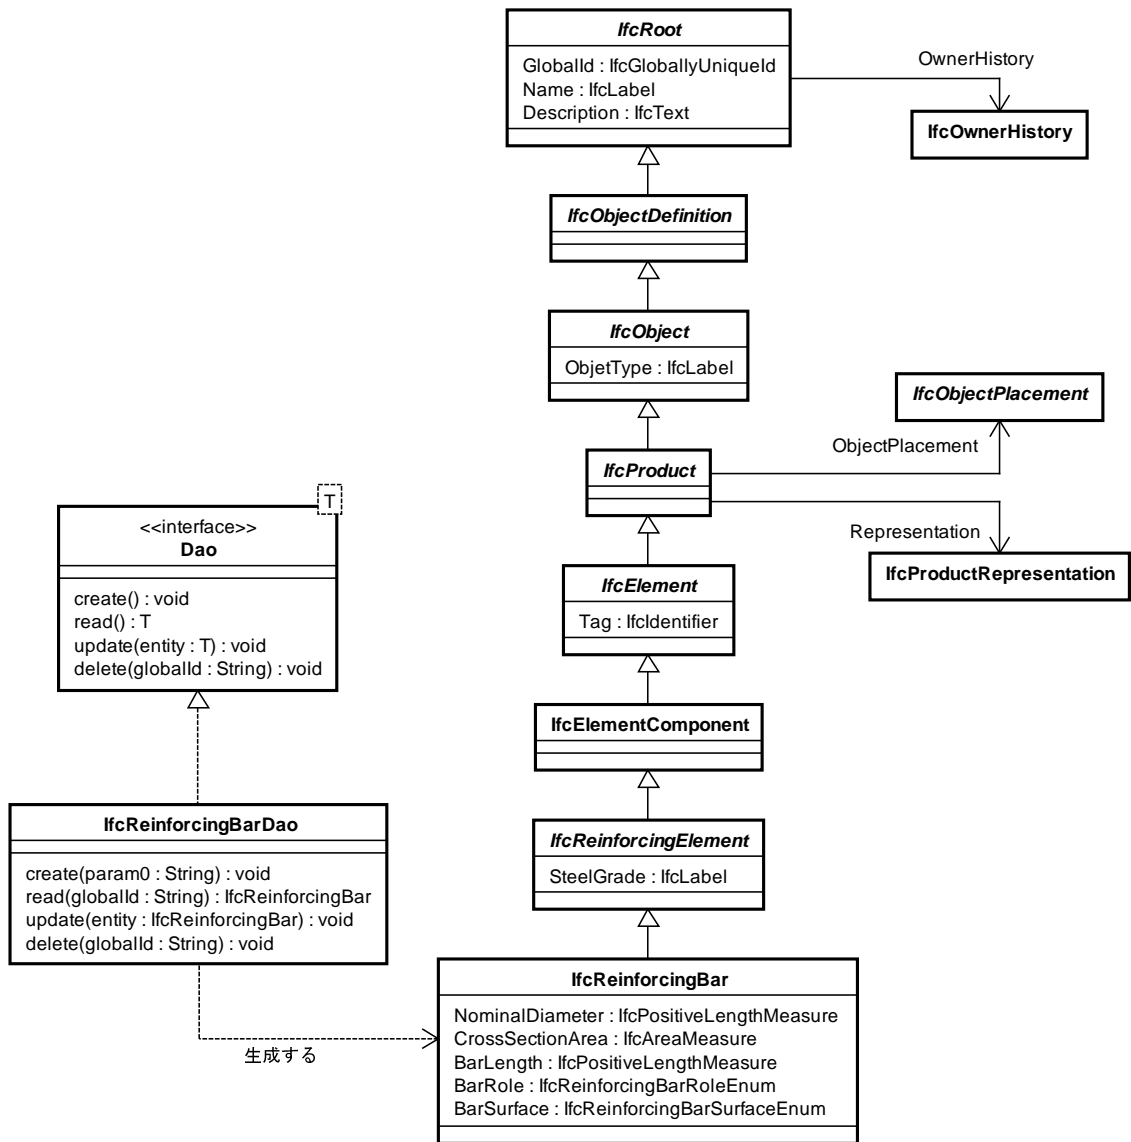 IfcRoot
GlobalId : IfcGloballyUniqueId
Name : IfcLabel
Description : IfcText
OwnerHistory
IfcOwnerHistory
IfcObjectDefinition
IfcObject
ObjetType : IfcLabel
IfcObjectPlacement
ObjectPlacement
IfcProduct
Representation
IfcProductRepresentation
T
<<interface>>
Dao
create() : void
read() : T
update(entity : T) : void
delete(globalId : String) : void
IfcElement
Tag : IfcIdentifier
IfcElementComponent
IfcReinforcingBarDao
create(param0 : String) : void
read(globalId : String) : IfcReinforcingBar
update(entity : IfcReinforcingBar) : void
delete(globalId : String) : void
IfcReinforcingElement
SteelGrade : IfcLabel
生成する
IfcReinforcingBar
NominalDiameter : IfcPositiveLengthMeasure
CrossSectionArea : IfcAreaMeasure
BarLength : IfcPositiveLengthMeasure
BarRole : IfcReinforcingBarRoleEnum
BarSurface : IfcReinforcingBarSurfaceEnum